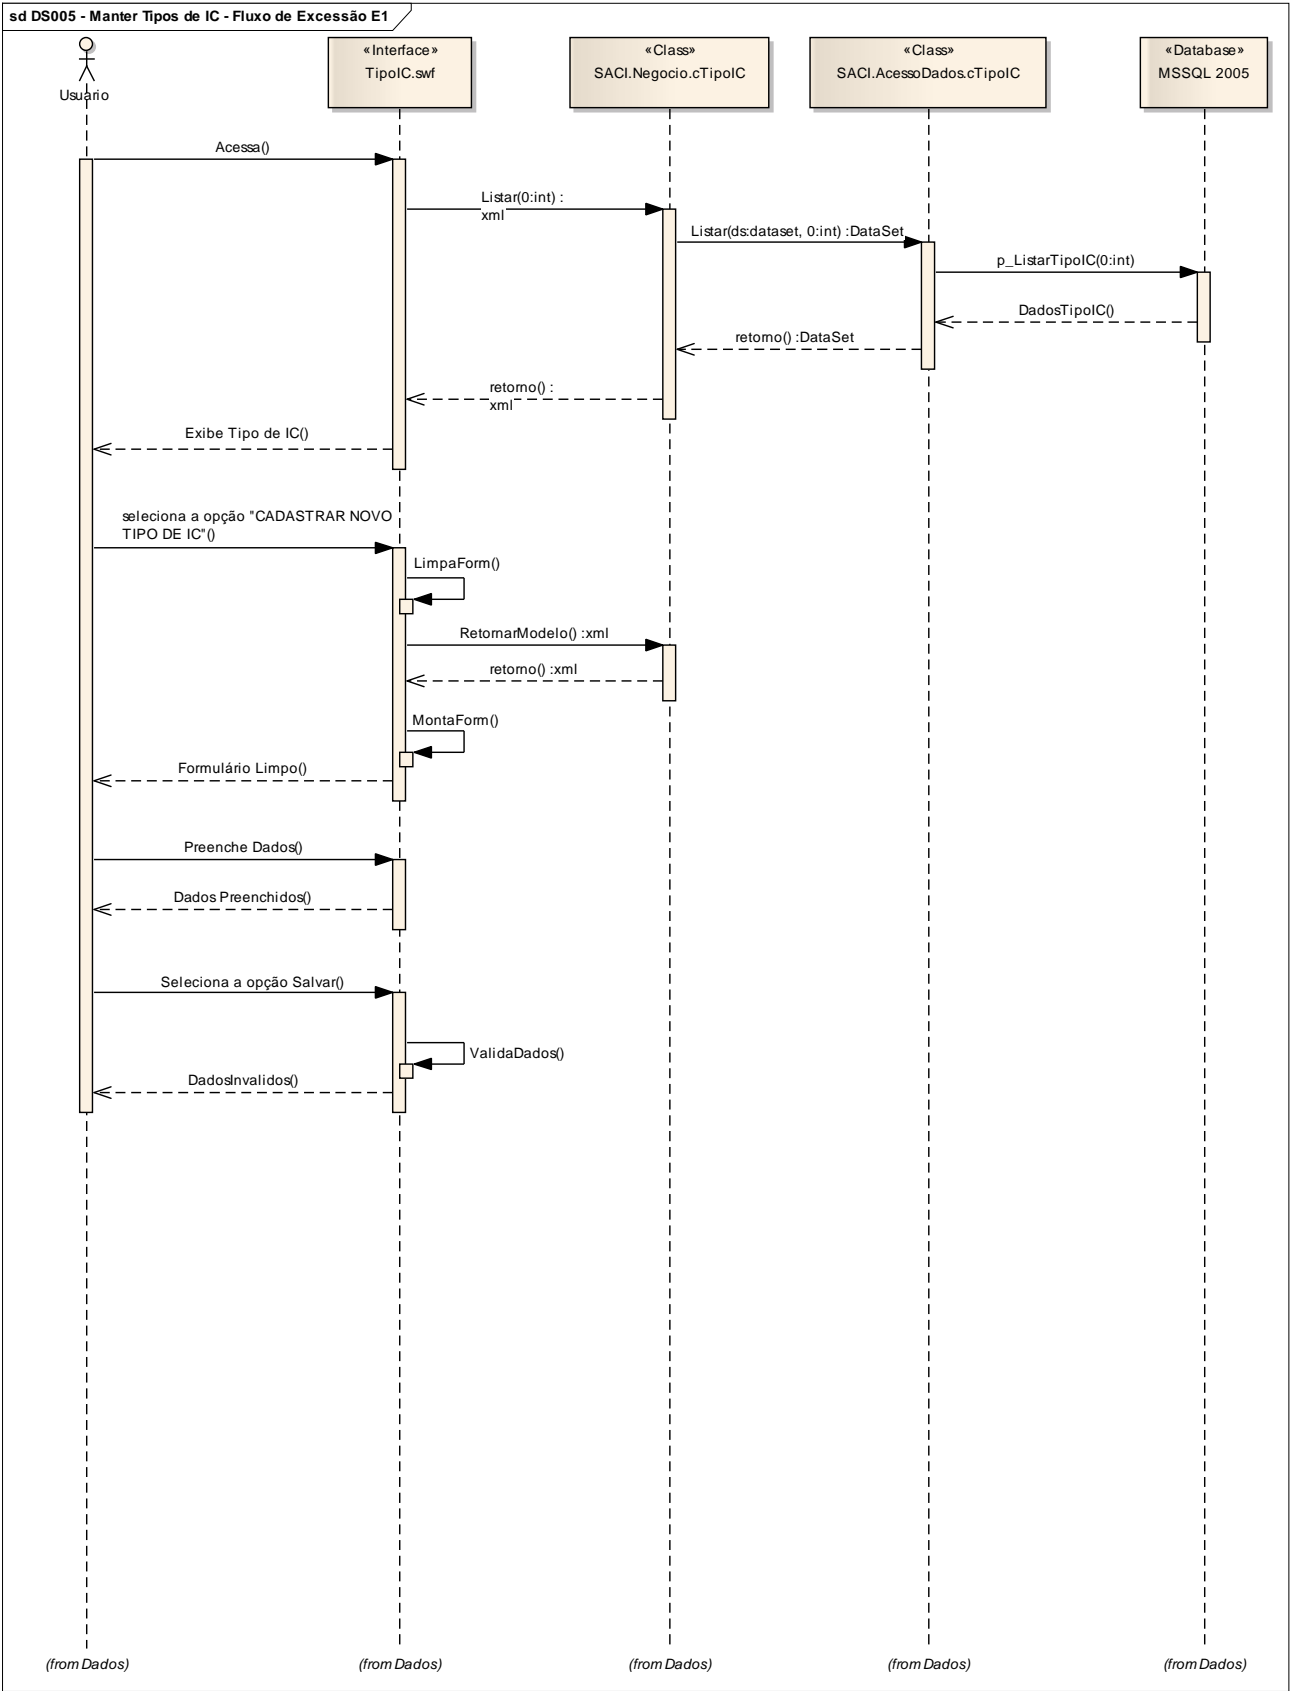 sd DS005 - Manter Tipos de IC - Fluxo de Excessão E1
Usuário
«Interface»
TipoIC.swf
«Class»
SACI.Negocio.cTipoIC
«Class»
SACI.AcessoDados.cTipoIC
«Database»
MSSQL 2005
Acessa()
Listar(0:int) :
xml
Listar(ds:dataset, 0:int) :DataSet
p_ListarTipoIC(0:int)
DadosTipoIC()
retorno() :DataSet
retorno() :
xml
Exibe Tipo de IC()
seleciona a opção "CADASTRAR NOVO
TIPO DE IC"()
LimpaForm()
RetornarModelo() :xml
retorno() :xml
MontaForm()
Formulário Limpo()
Preenche Dados()
Dados Preenchidos()
Seleciona a opção Salvar()
ValidaDados()
DadosInvalidos()
(from Dados)
(from Dados)
(from Dados)
(from Dados)
(from Dados)